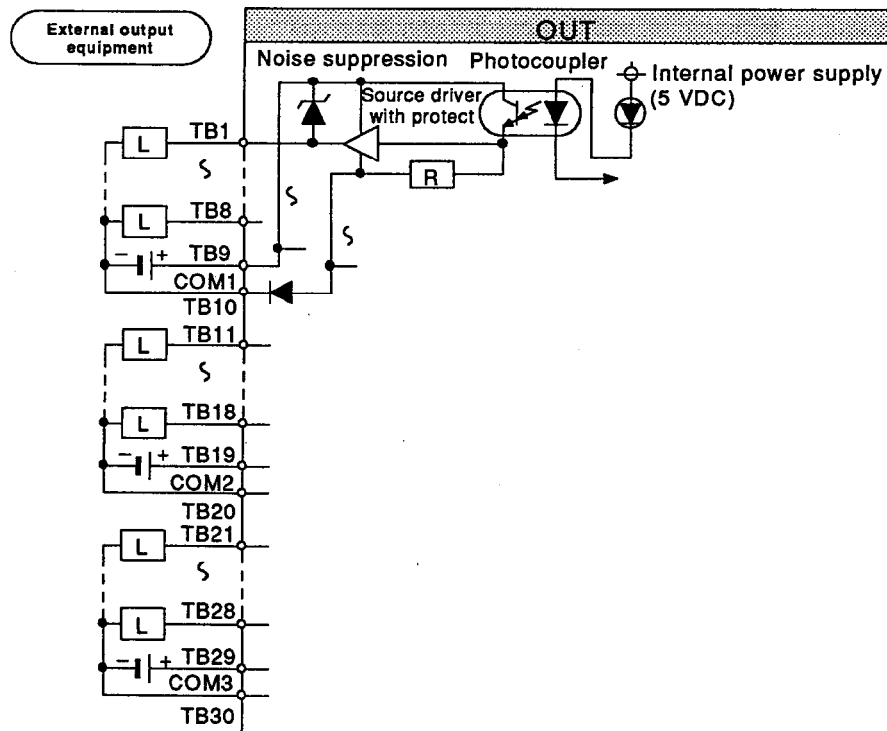 External output
equipment
OUT
Noise suppression
Photocoupler
Internal power supply
(5 VDC)
Source driver
with protect
TB1
L
R
TB8
L
- + TB9
COM1
TB10
TB11
L
TB18
L
- + TB19
COM2
TB20
TB21
L
TB28
L
- + TB29
COM3
TB30